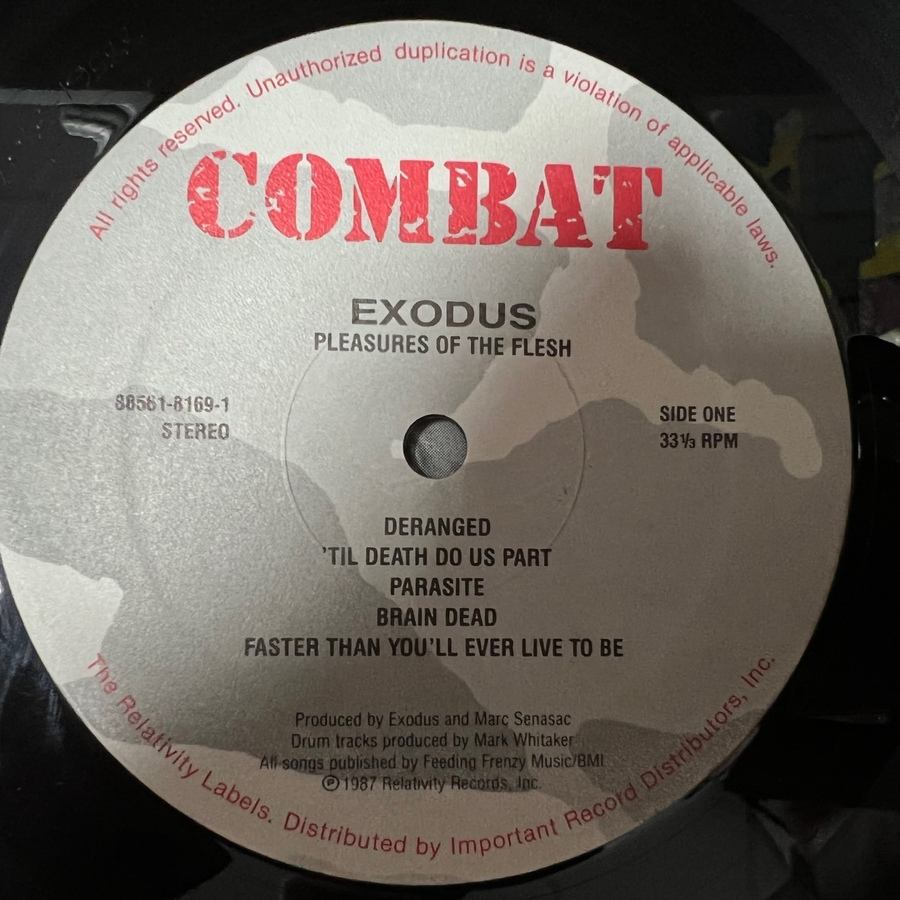 All rights reserved. Unauthorized duplication is a violation of applicable laws.
COMBAT
EXODUS
PLEASURES OF THE FLESH
88561-8169-1
STEREO
SIDE ONE
33 1/3 RPM
DERANGED
'TIL DEATH DO US PART
PARASITE
BRAIN DEAD
FASTER THAN YOU'LL EVER LIVE TO BE
Produced by Exodus and Marc Senasac
Drum tracks produced by Mark Whitaker
All songs published by Feeding Frenzy Music/BMI
℗ 1987 Relativity Records, Inc.
The Relativity Labels. Distributed by Important Record Distributors, Inc.